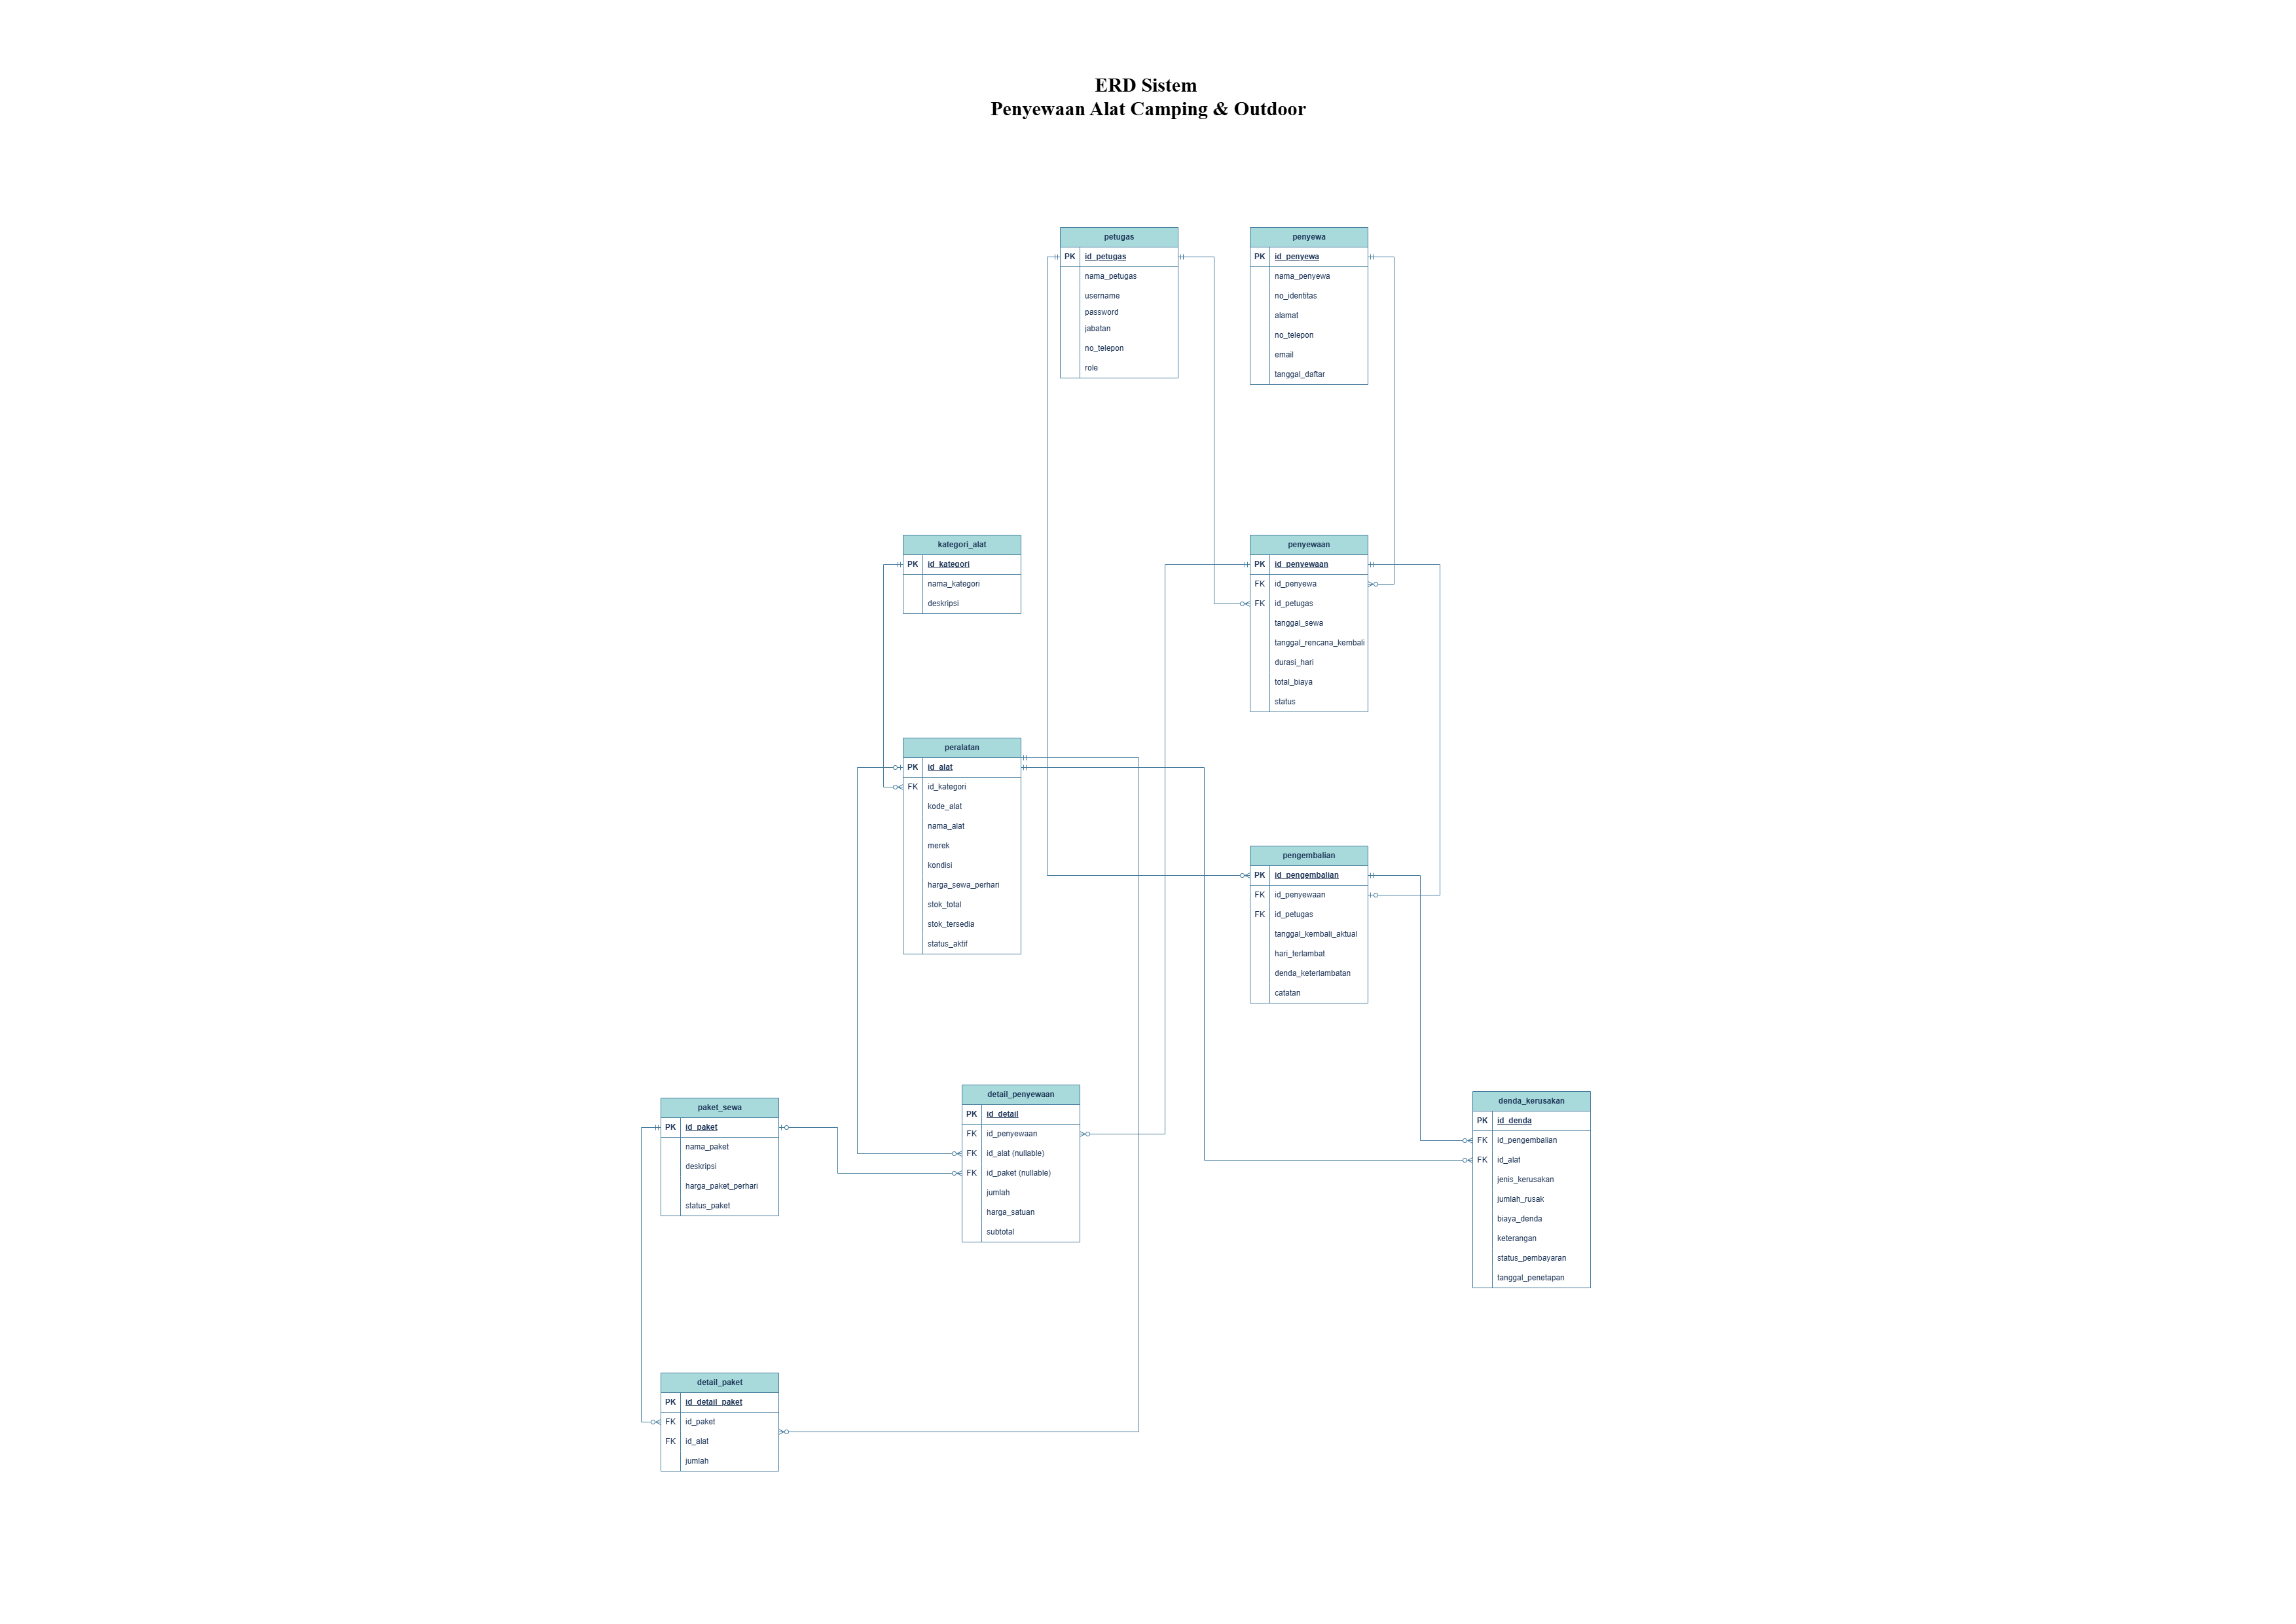 ERD Sistem
Penyewaan Alat Camping & Outdoor
petugas
PK id_petugas
nama_petugas
username
password
jabatan
no_telepon
role
penyewa
PK id_penyewa
nama_penyewa
no_identitas
alamat
no_telepon
email
tanggal_daftar
kategori_alat
PK id_kategori
nama_kategori
deskripsi
penyewaan
PK id_penyewaan
FK id_penyewa
FK id_petugas
tanggal_sewa
tanggal_rencana_kembali
durasi_hari
total_biaya
status
peralatan
PK id_alat
FK id_kategori
kode_alat
nama_alat
merek
kondisi
harga_sewa_perhari
stok_total
stok_tersedia
status_aktif
pengembalian
PK id_pengembalian
FK id_penyewaan
FK id_petugas
tanggal_kembali_aktual
hari_terlambat
denda_keterlambatan
catatan
paket_sewa
PK id_paket
nama_paket
deskripsi
harga_paket_perhari
status_paket
detail_penyewaan
PK id_detail
FK id_penyewaan
FK id_alat (nullable)
FK id_paket (nullable)
jumlah
harga_satuan
subtotal
denda_kerusakan
PK id_denda
FK id_pengembalian
FK id_alat
jenis_kerusakan
jumlah_rusak
biaya_denda
keterangan
status_pembayaran
tanggal_penetapan
detail_paket
PK id_detail_paket
FK id_paket
FK id_alat
jumlah